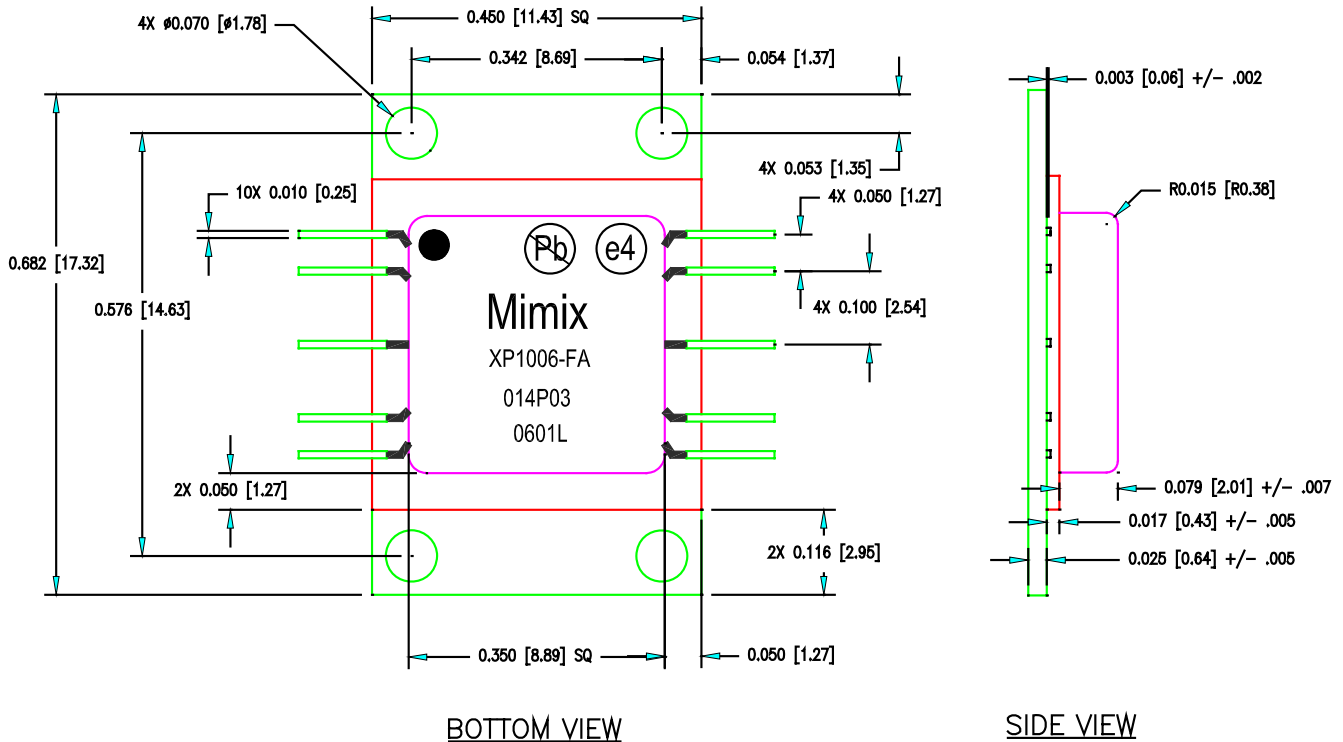 0.450 [11.43] SQ
4X ø0.070 [ø1.78]
0.342 [8.69]
0.054 [1.37]
0.003 [0.06] +/- .002
4X 0.053 [1.35]
10X 0.010 [0.25]
4X 0.050 [1.27]
R0.015 [R0.38]
Pb
e4
0.682 [17.32]
0.576 [14.63]
4X 0.100 [2.54]
Mimix
XP1006-FA
014P03
0601L
2X 0.050 [1.27]
0.079 [2.01] +/- .007
0.017 [0.43] +/- .005
2X 0.116 [2.95]
0.025 [0.64] +/- .005
0.350 [8.89] SQ
0.050 [1.27]
BOTTOM VIEW
SIDE VIEW